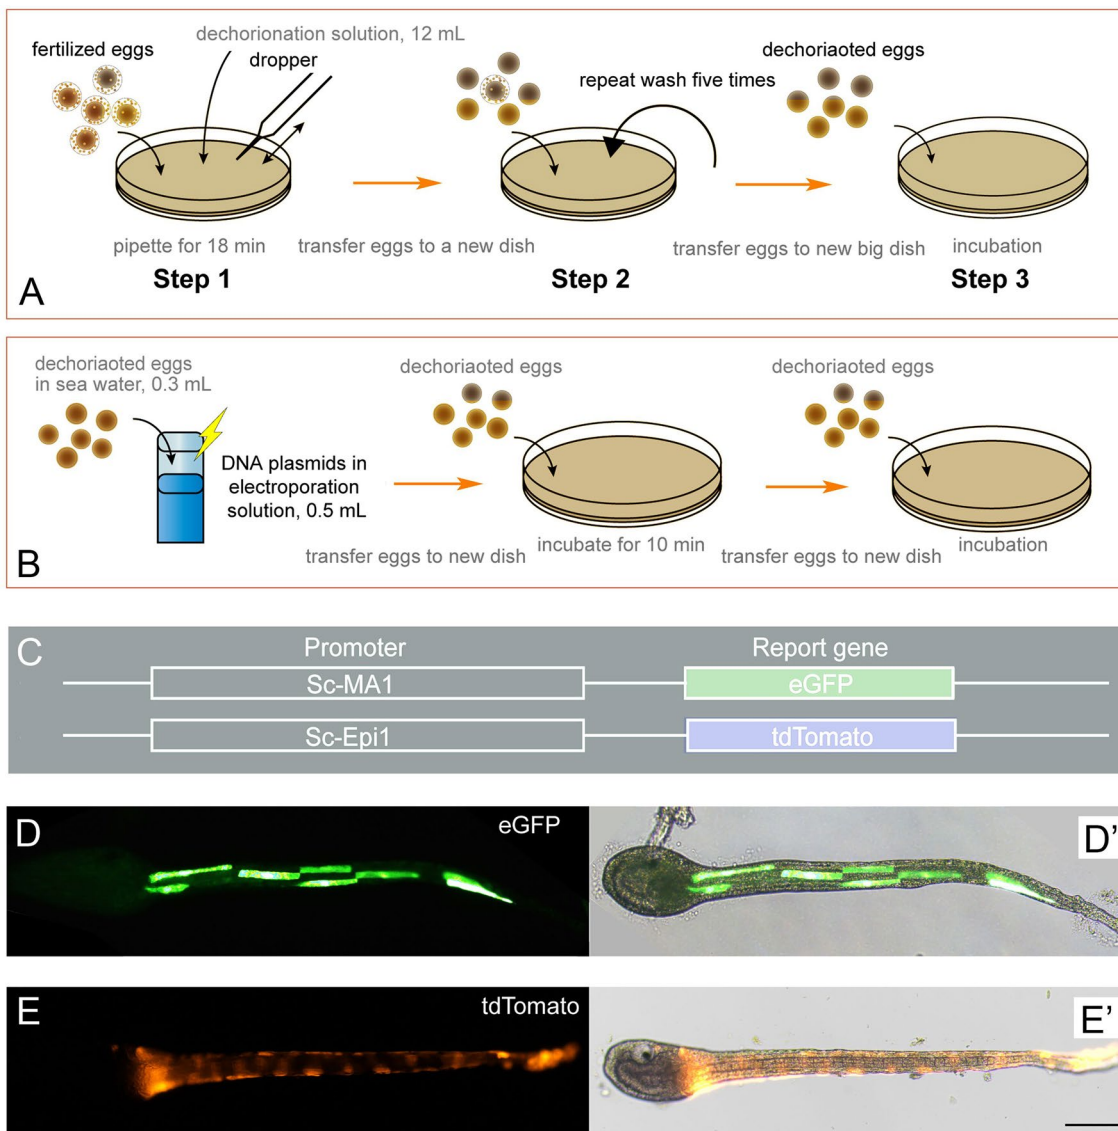 fertilized eggs
dechorionation solution, 12 mL
dropper
pipette for 18 min
Step 1
transfer eggs to a new dish
repeat wash five times
Step 2
transfer eggs to new big dish
dechoriaoted eggs
incubation
Step 3
A
dechoriaoted eggs
in sea water, 0.3 mL
DNA plasmids in
electroporation
solution, 0.5 mL
transfer eggs to new dish
dechoriaoted eggs
incubate for 10 min
transfer eggs to new dish
dechoriaoted eggs
incubation
B
C
Promoter
Report gene
Sc-MA1
eGFP
Sc-Epi1
tdTomato
D
eGFP
D'
E
tdTomato
E'